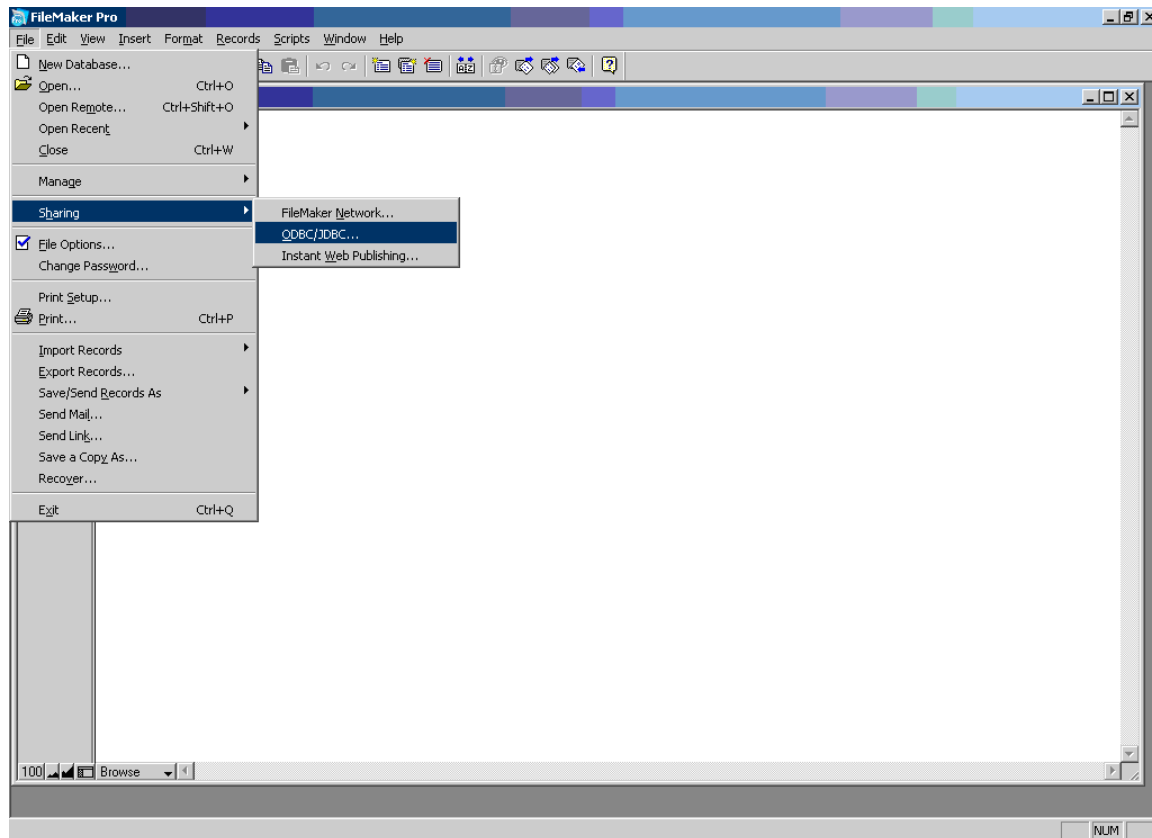 FileMaker Pro
File Edit View Insert Format Records Scripts Window Help
New Database...
Open... Ctrl+O
Open Remote... Ctrl+Shift+O
Open Recent
Close Ctrl+W
Manage
Sharing
FileMaker Network...
ODBC/JDBC...
Instant Web Publishing...
File Options...
Change Password...
Print Setup...
Print... Ctrl+P
Import Records
Export Records...
Save/Send Records As
Send Mail...
Send Link...
Save a Copy As...
Recover...
Exit Ctrl+Q
100 Browse
NUM